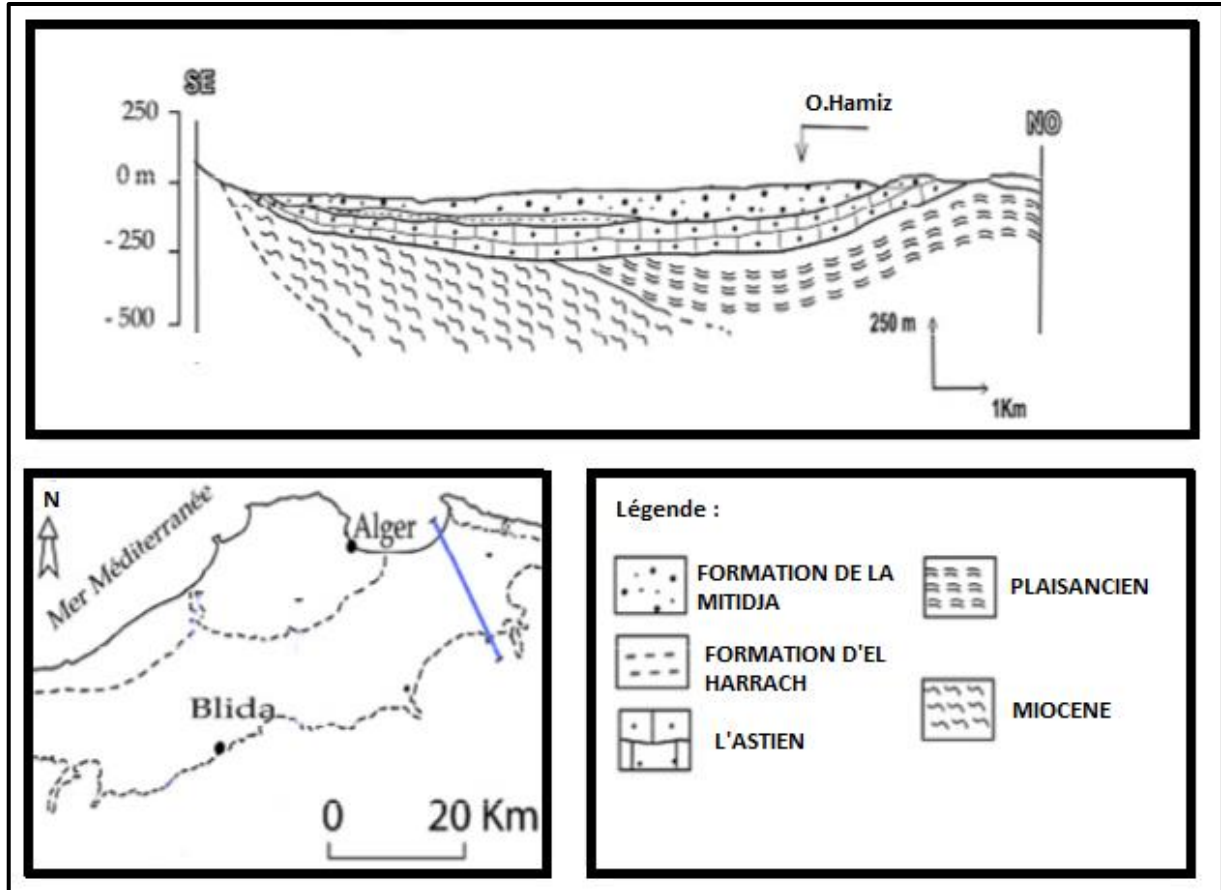 SE
250
0 m
- 250
- 500
O.Hamiz
NO
250 m
1Km
N
Mer Méditerranée
Alger
Blida
0 20 Km
Légende :
FORMATION DE LA
MITIDJA
FORMATION D'EL
HARRACH
L'ASTIEN
PLAISANCIEN
MIOCENE